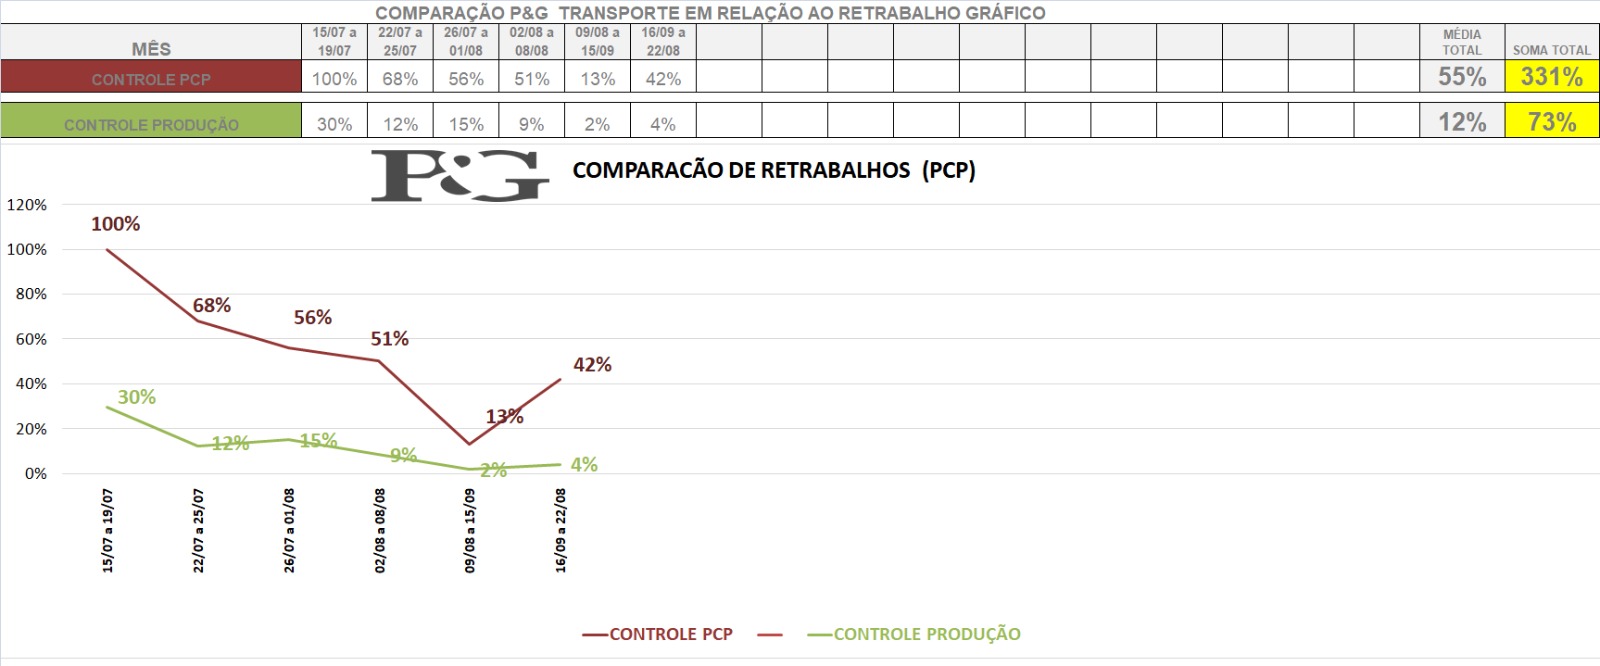 COMPARAÇÃO P&G TRANSPORTE EM RELAÇÃO AO RETRABALHO GRÁFICO
MÊS 15/07 a 19/07 22/07 a 25/07 26/07 a 01/08 02/08 a 08/08 09/08 a 15/09 16/09 a 22/08 MÉDIA TOTAL SOMA TOTAL
CONTROLE PCP 100% 68% 56% 51% 13% 42% 55% 331%
CONTROLE PRODUÇÃO 30% 12% 15% 9% 2% 4% 12% 73%
P&G COMPARACÃO DE RETRABALHOS (PCP)
120%
100%
80%
60%
40%
20%
0%
100%
68%
56%
51%
13%
42%
30%
12%
15%
9%
2%
4%
15/07 a 19/07
22/07 a 25/07
26/07 a 01/08
02/08 a 08/08
09/08 a 15/09
16/09 a 22/08
CONTROLE PCP CONTROLE PRODUÇÃO